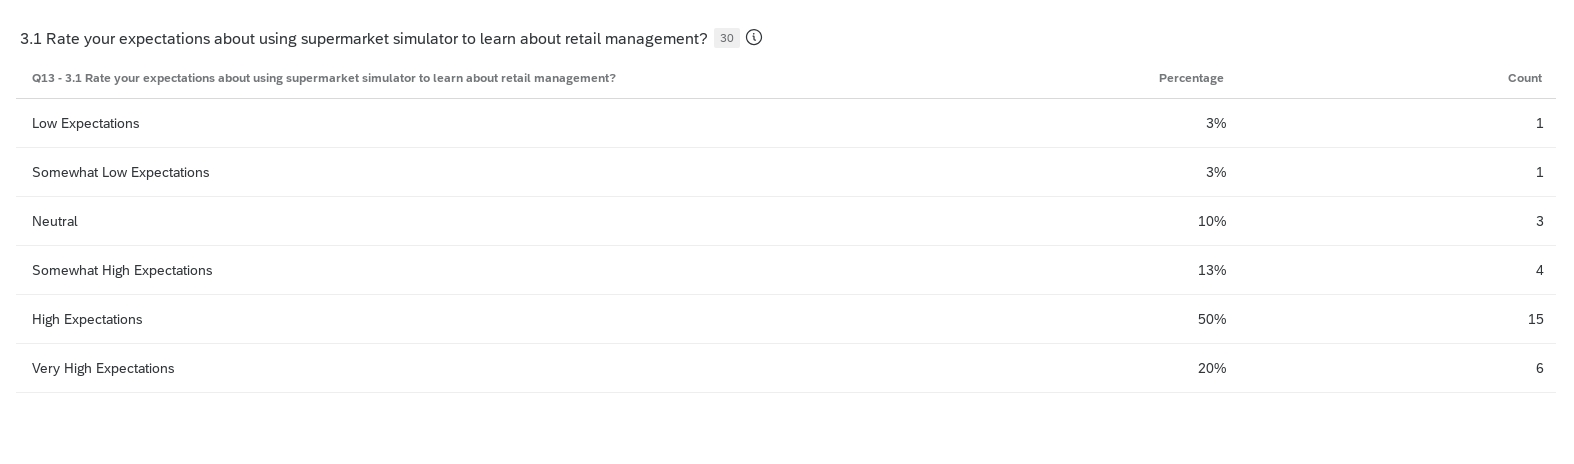 3.1 Rate your expectations about using supermarket simulator to learn about retail management? 30
Q13 - 3.1 Rate your expectations about using supermarket simulator to learn about retail management? Percentage Count
Low Expectations 3% 1
Somewhat Low Expectations 3% 1
Neutral 10% 3
Somewhat High Expectations 13% 4
High Expectations 50% 15
Very High Expectations 20% 6